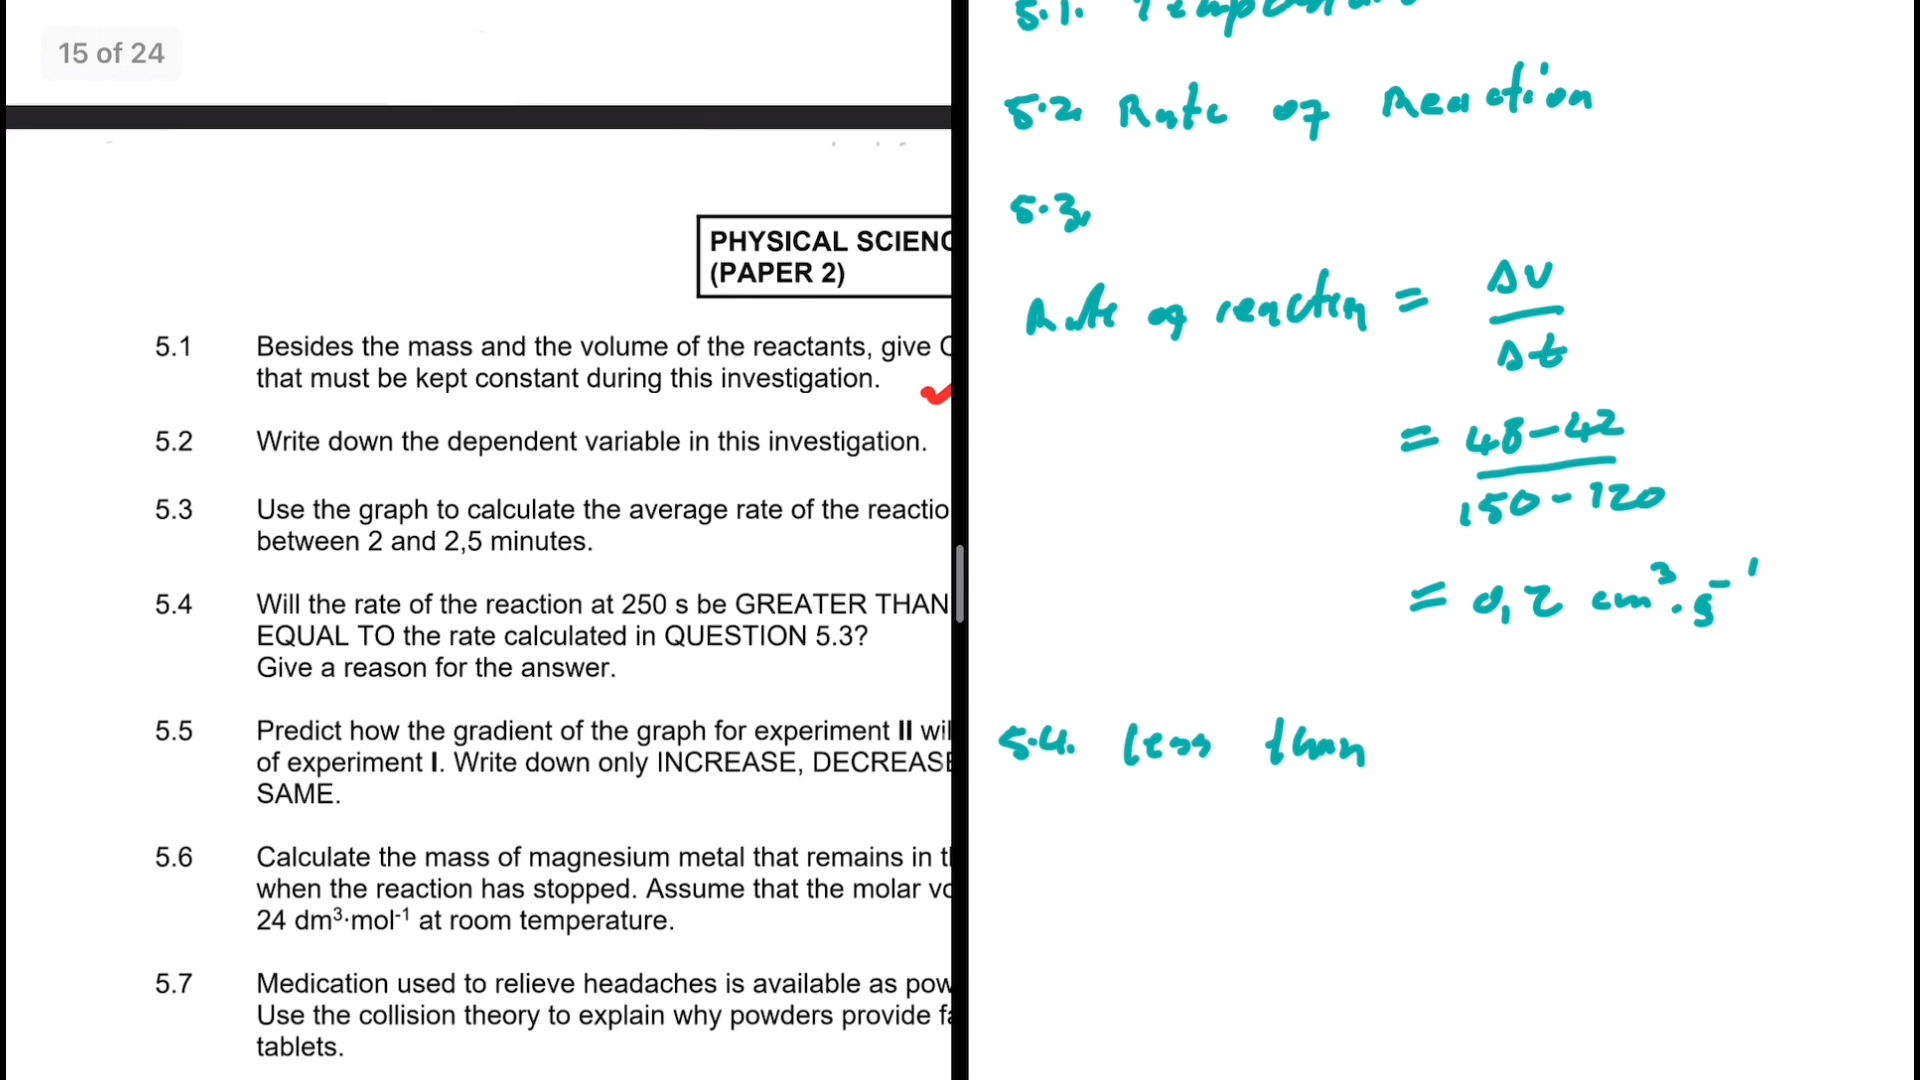 15 of 24
PHYSICAL SCIENC
(PAPER 2)
5.1 Besides the mass and the volume of the reactants, give
that must be kept constant during this investigation.
5.2 Write down the dependent variable in this investigation.
5.3 Use the graph to calculate the average rate of the reactio
between 2 and 2,5 minutes.
5.4 Will the rate of the reaction at 250 s be GREATER THAN
EQUAL TO the rate calculated in QUESTION 5.3?
Give a reason for the answer.
5.5 Predict how the gradient of the graph for experiment II wil
of experiment I. Write down only INCREASE, DECREASE
SAME.
5.6 Calculate the mass of magnesium metal that remains in t
when the reaction has stopped. Assume that the molar vo
24 dm³·mol⁻¹ at room temperature.
5.7 Medication used to relieve headaches is available as pow
Use the collision theory to explain why powders provide fa
tablets.
5.1.
5.2. Rate of Reaction
5.3.
Rate of reaction = ΔV
Δt
= 48-42
150-120
= 0,2 cm³.s⁻¹
5.4. Less than